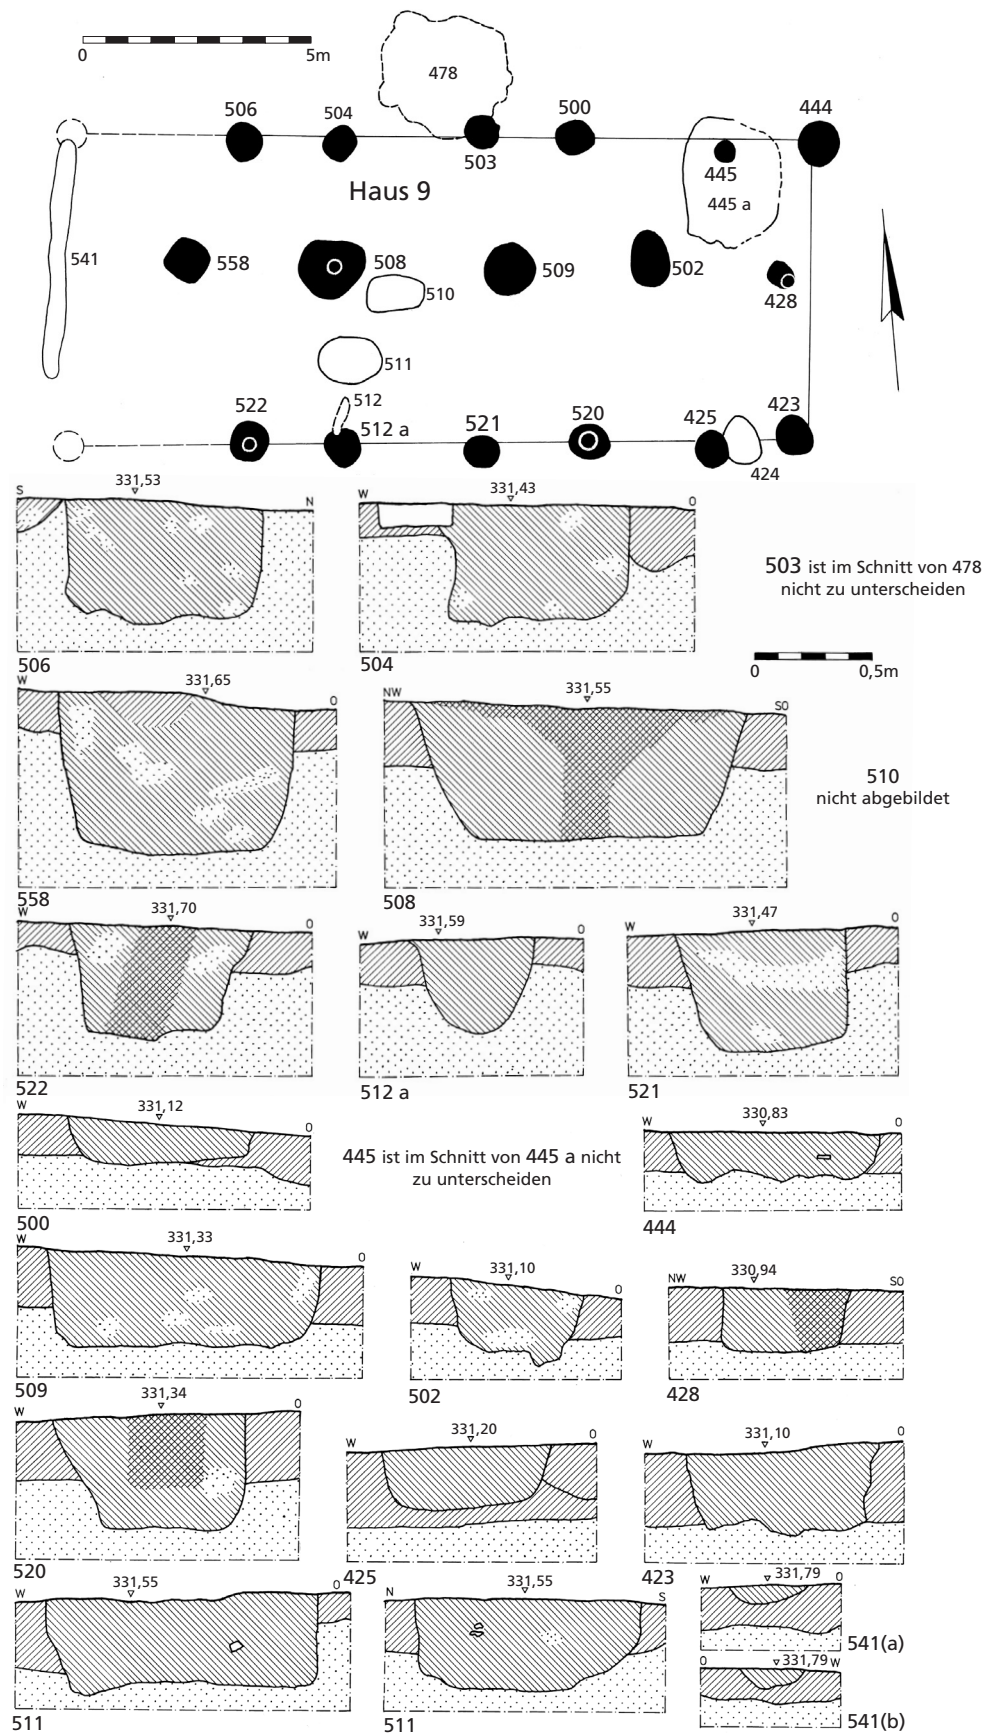 0 5m
478
506 504 503 500 444
445
445 a
Haus 9
541
558 508 509 502
428
510
511
512
522 512 a 521 520 425 423
424
S 331,53 N
506
W 331,43 O
504
503 ist im Schnitt von 478
nicht zu unterscheiden
0 0,5m
W 331,65 O
558
NW 331,55 SO
508
510
nicht abgebildet
W 331,70 O
522
W 331,59 O
512 a
W 331,47 O
521
W 331,12 O
500
445 ist im Schnitt von 445 a nicht
zu unterscheiden
W 330,83 O
444
W 331,33 O
509
W 331,10 O
502
NW 330,94 SO
428
W 331,34 O
520
W 331,20 O
425
W 331,10 O
423
W 331,55 O
511
N 331,55 S
511
W 331,79 O
541(a)
O 331,79 W
541(b)